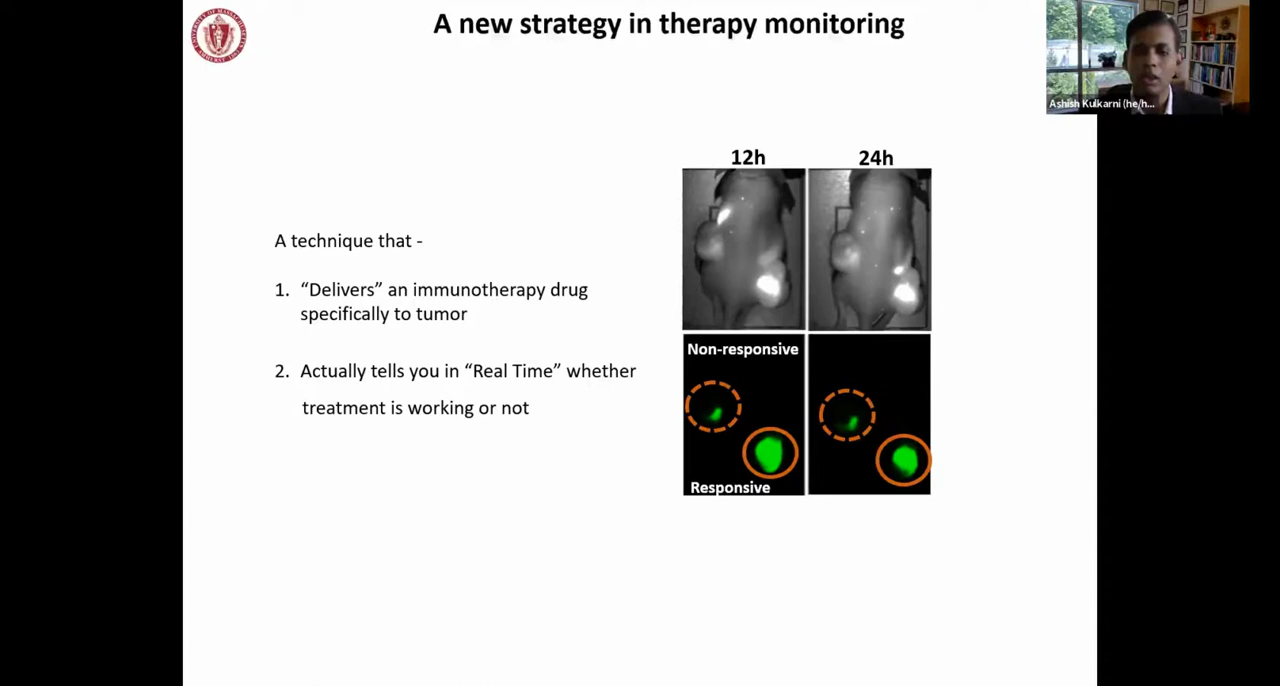 A new strategy in therapy monitoring
Ashish Kulkarni (he/h...
12h
24h
A technique that -
1. “Delivers” an immunotherapy drug
specifically to tumor
2. Actually tells you in “Real Time” whether
treatment is working or not
Non-responsive
Responsive